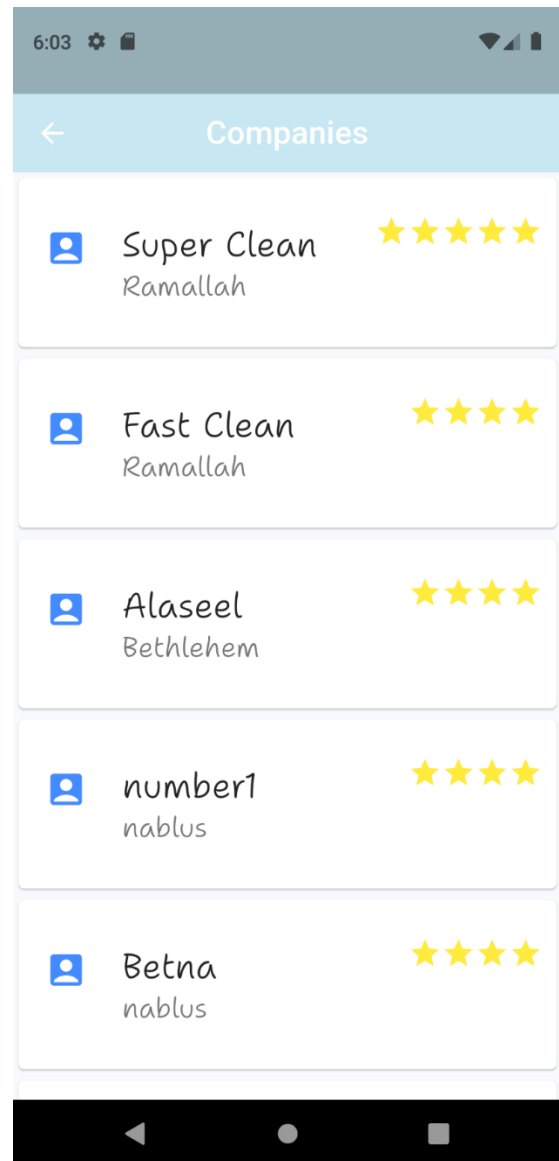 6:03
Companies
Super Clean
Ramallah
Fast Clean
Ramallah
Alaseel
Bethlehem
number1
nablus
Betna
nablus